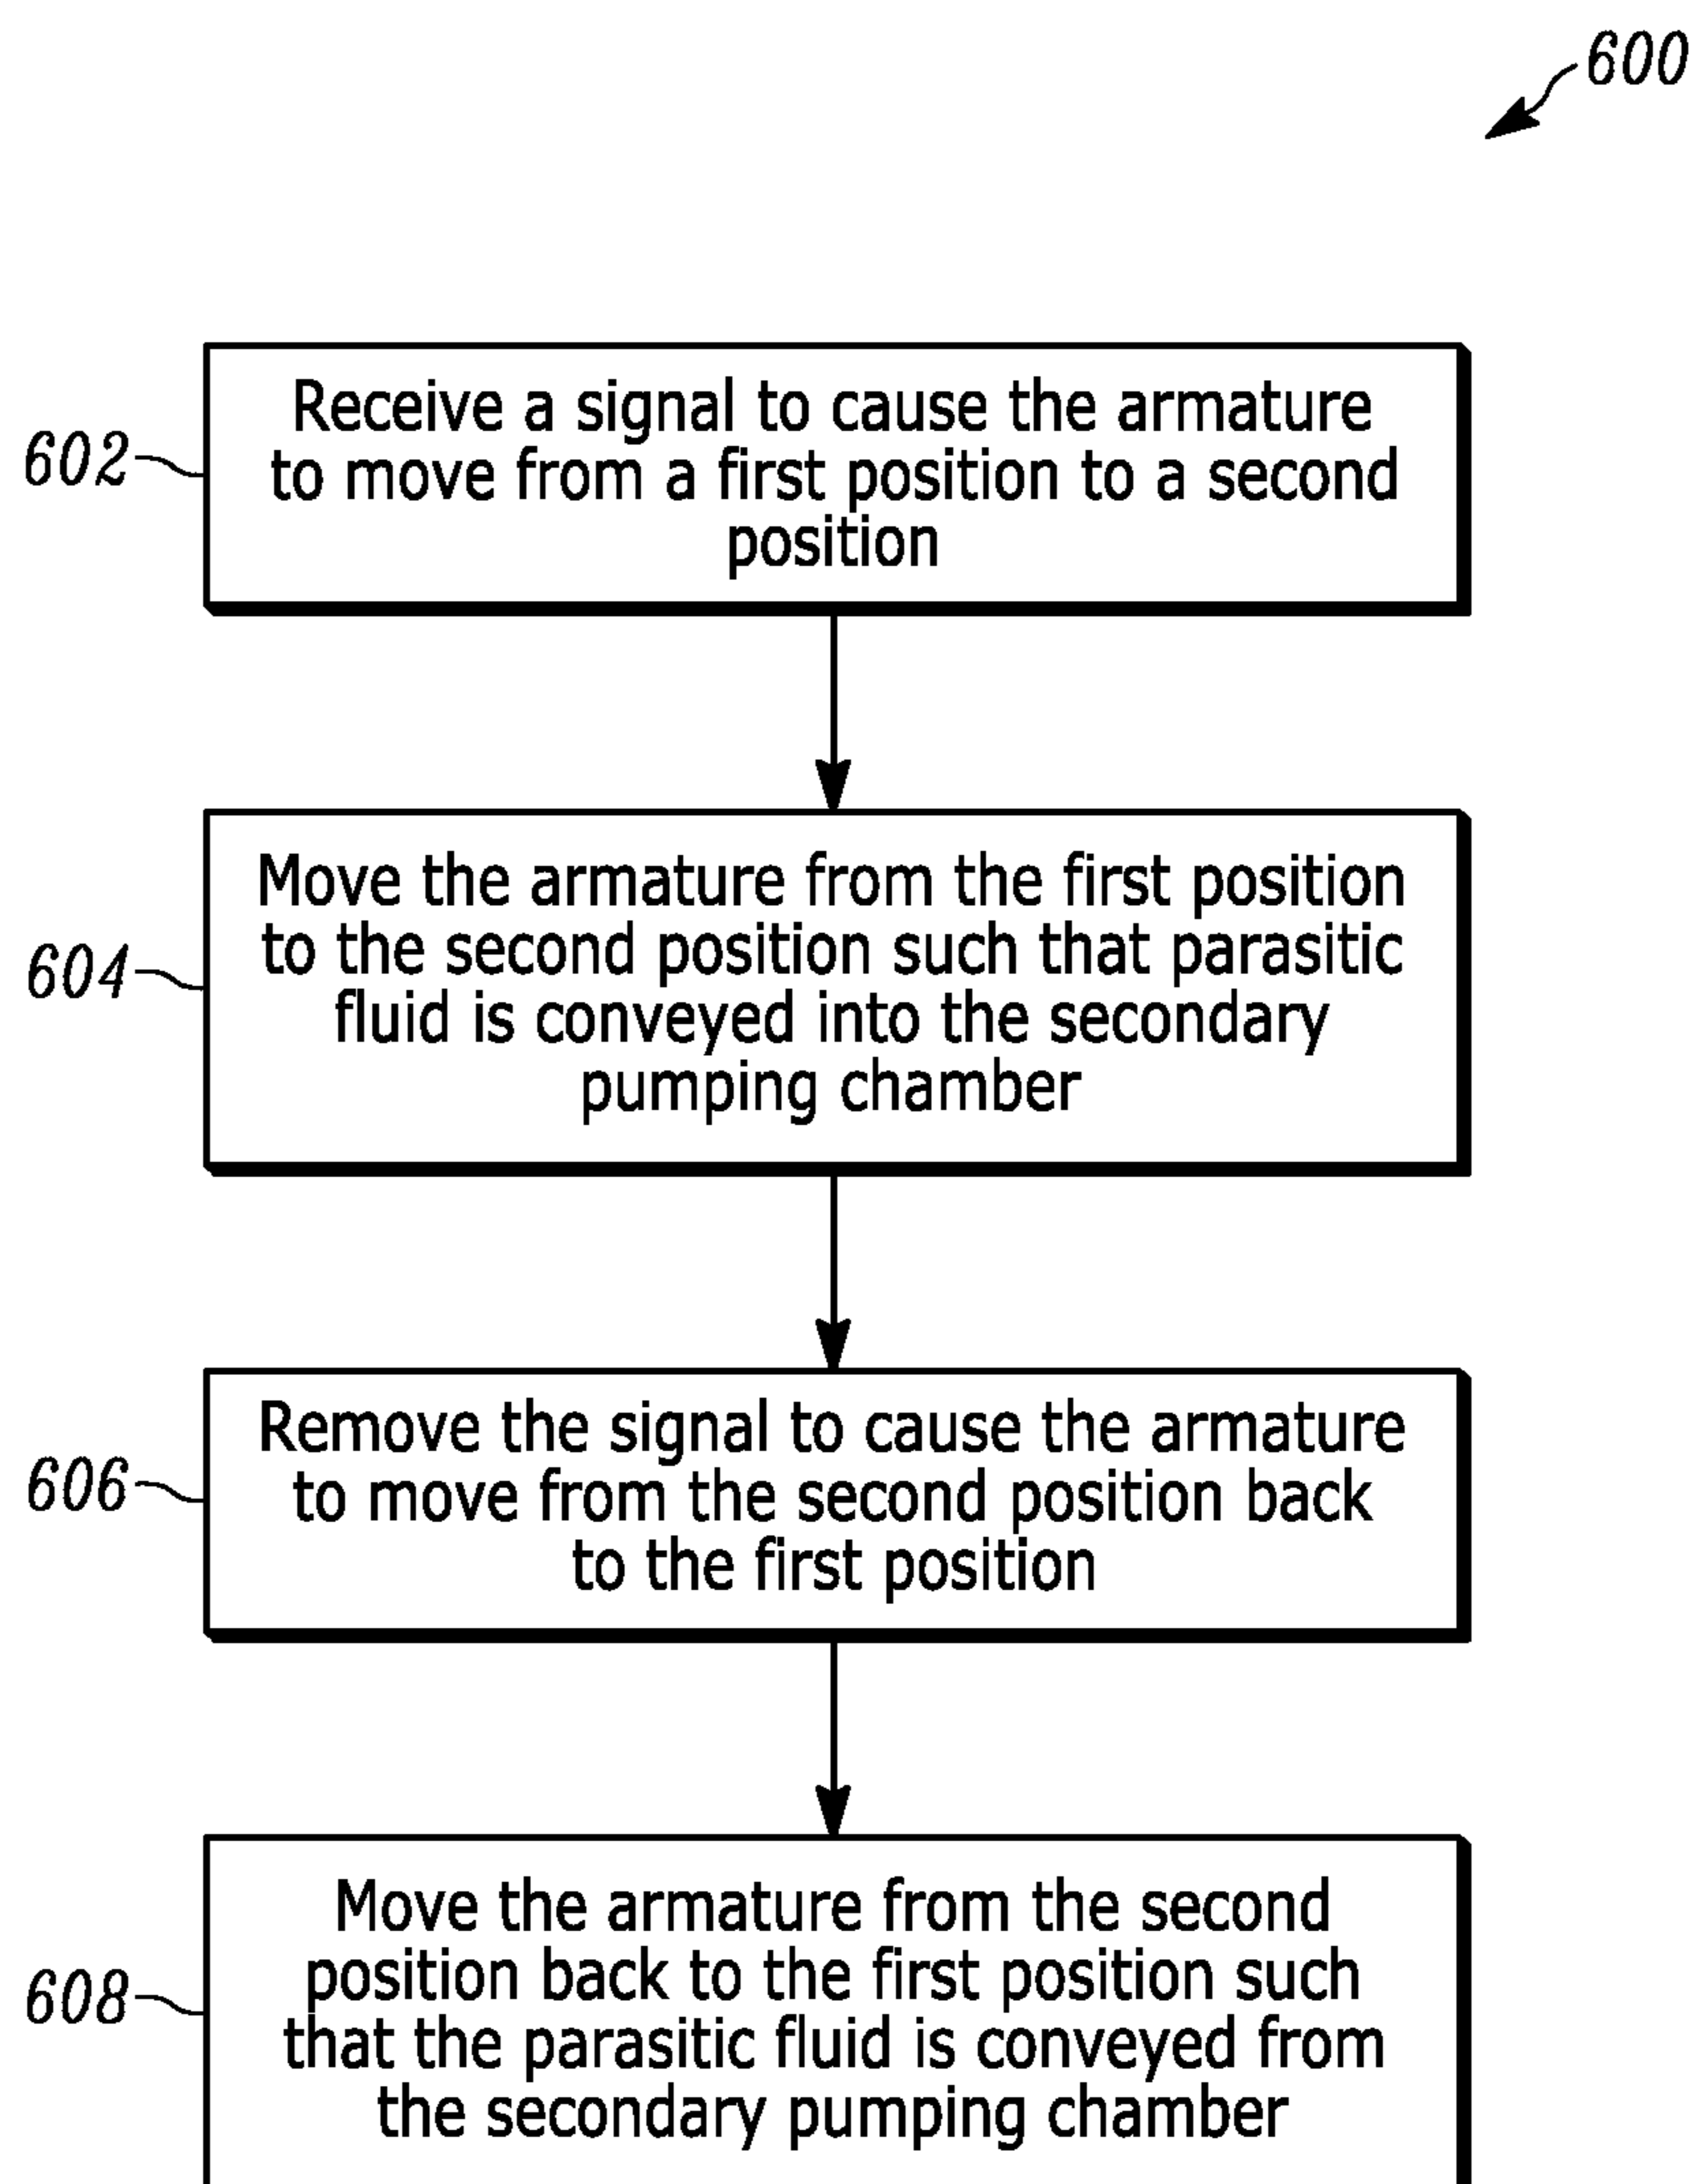 600
602
Receive a signal to cause the armature
to move from a first position to a second
position
604
Move the armature from the first position
to the second position such that parasitic
fluid is conveyed into the secondary
pumping chamber
606
Remove the signal to cause the armature
to move from the second position back
to the first position
608
Move the armature from the second
position back to the first position such
that the parasitic fluid is conveyed from
the secondary pumping chamber